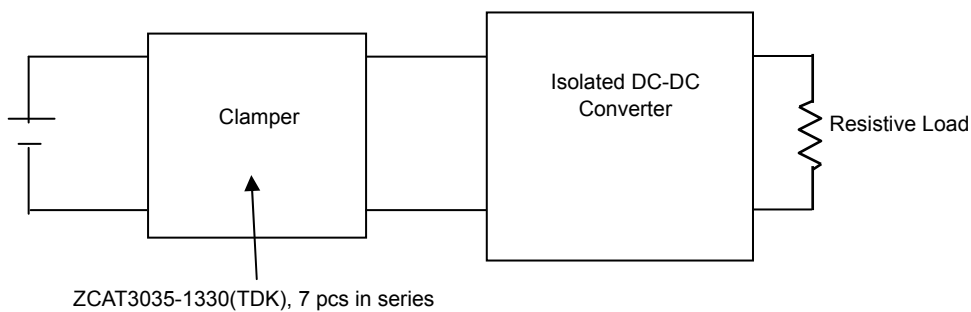 Clamper
Isolated DC-DC
Converter
Resistive Load
ZCAT3035-1330(TDK), 7 pcs in series